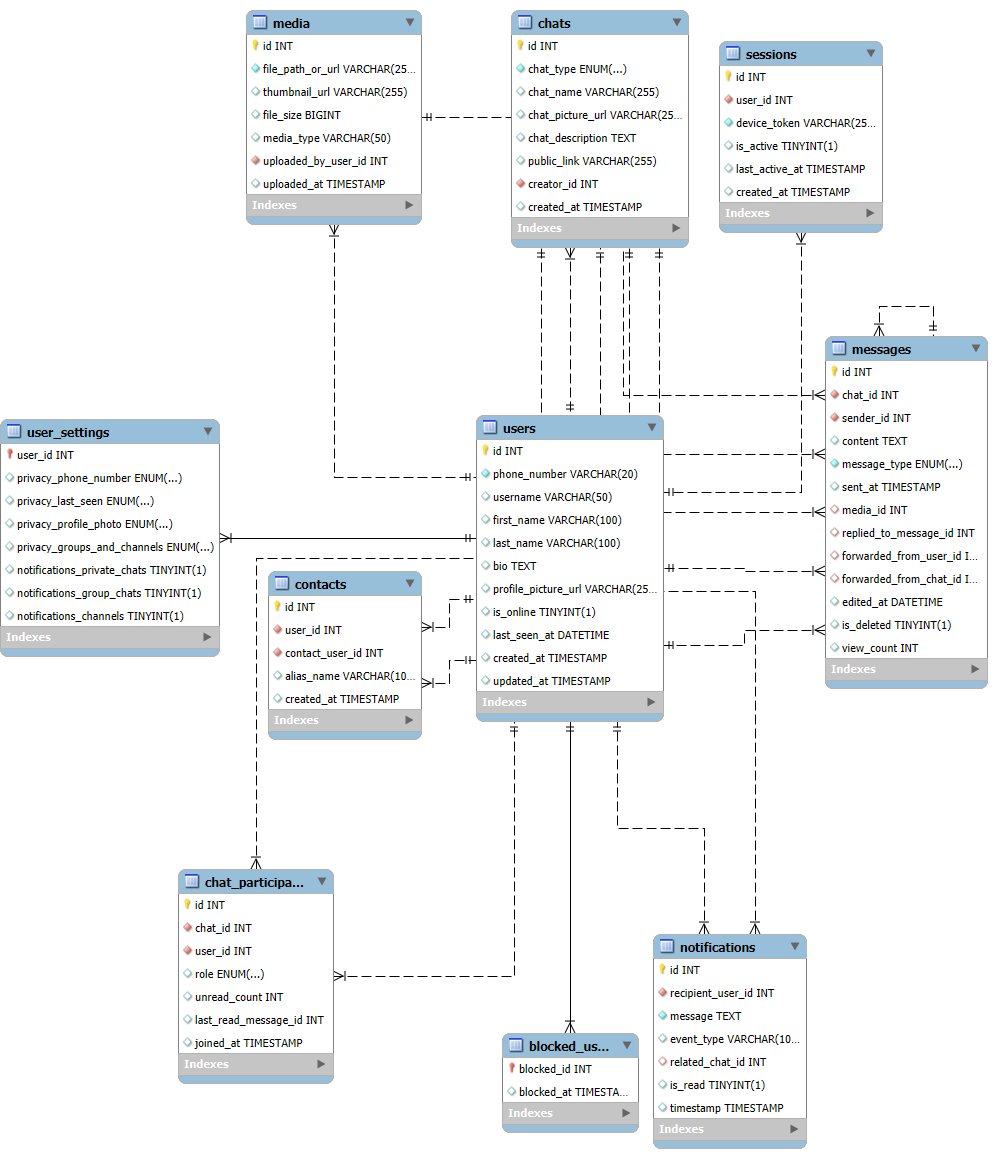 media
id INT
file_path_or_url VARCHAR(25...
thumbnail_url VARCHAR(255)
file_size BIGINT
media_type VARCHAR(50)
uploaded_by_user_id INT
uploaded_at TIMESTAMP
Indexes
chats
id INT
chat_type ENUM(...)
chat_name VARCHAR(255)
chat_picture_url VARCHAR(25...
chat_description TEXT
public_link VARCHAR(255)
creator_id INT
created_at TIMESTAMP
Indexes
sessions
id INT
user_id INT
device_token VARCHAR(25...
is_active TINYINT(1)
last_active_at TIMESTAMP
created_at TIMESTAMP
Indexes
messages
id INT
chat_id INT
sender_id INT
content TEXT
message_type ENUM(...)
sent_at TIMESTAMP
media_id INT
replied_to_message_id INT
forwarded_from_user_id I...
forwarded_from_chat_id I...
edited_at DATETIME
is_deleted TINYINT(1)
view_count INT
Indexes
user_settings
user_id INT
privacy_phone_number ENUM(...)
privacy_last_seen ENUM(...)
privacy_profile_photo ENUM(...)
privacy_groups_and_channels ENUM(...)
notifications_private_chats TINYINT(1)
notifications_group_chats TINYINT(1)
notifications_channels TINYINT(1)
Indexes
users
id INT
phone_number VARCHAR(20)
username VARCHAR(50)
first_name VARCHAR(100)
last_name VARCHAR(100)
bio TEXT
profile_picture_url VARCHAR(25...
is_online TINYINT(1)
last_seen_at DATETIME
created_at TIMESTAMP
updated_at TIMESTAMP
Indexes
contacts
id INT
user_id INT
contact_user_id INT
alias_name VARCHAR(10...
created_at TIMESTAMP
Indexes
chat_participa...
id INT
chat_id INT
user_id INT
role ENUM(...)
unread_count INT
last_read_message_id INT
joined_at TIMESTAMP
Indexes
blocked_us...
blocked_id INT
blocked_at TIMESTA...
Indexes
notifications
id INT
recipient_user_id INT
message TEXT
event_type VARCHAR(10...
related_chat_id INT
is_read TINYINT(1)
timestamp TIMESTAMP
Indexes